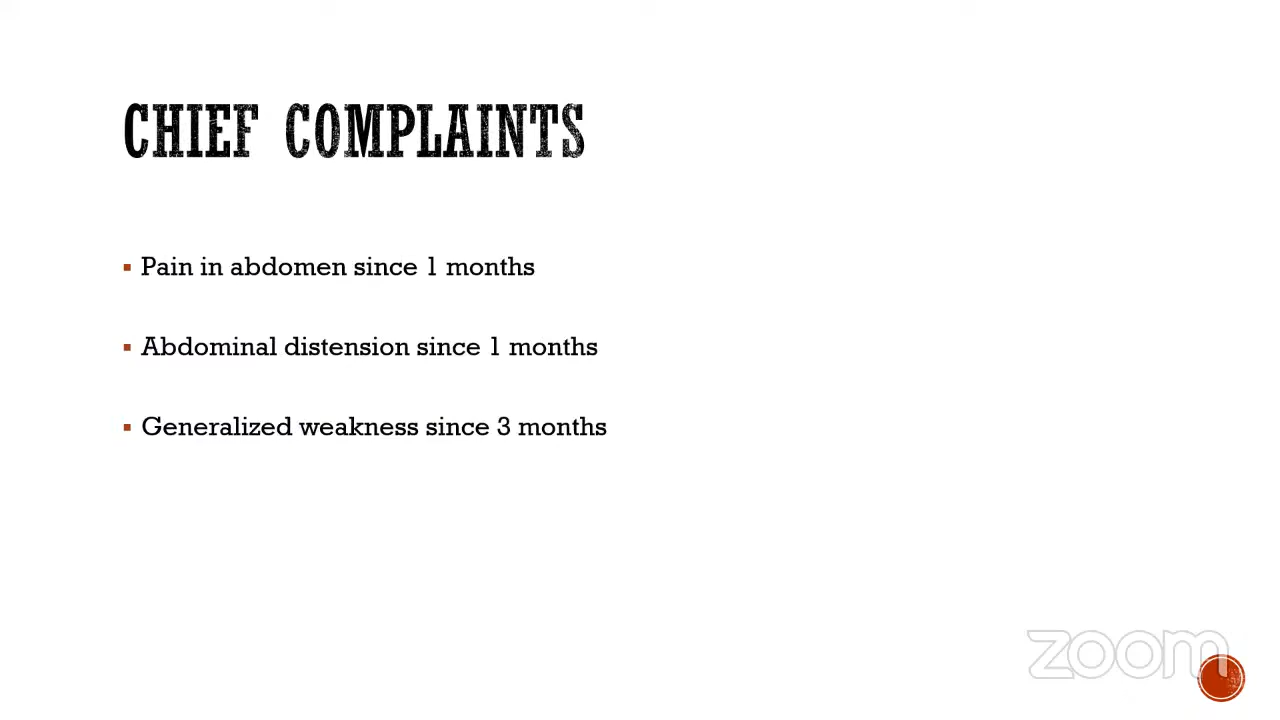 CHIEF COMPLAINTS
Pain in abdomen since 1 months
Abdominal distension since 1 months
Generalized weakness since 3 months
zoom